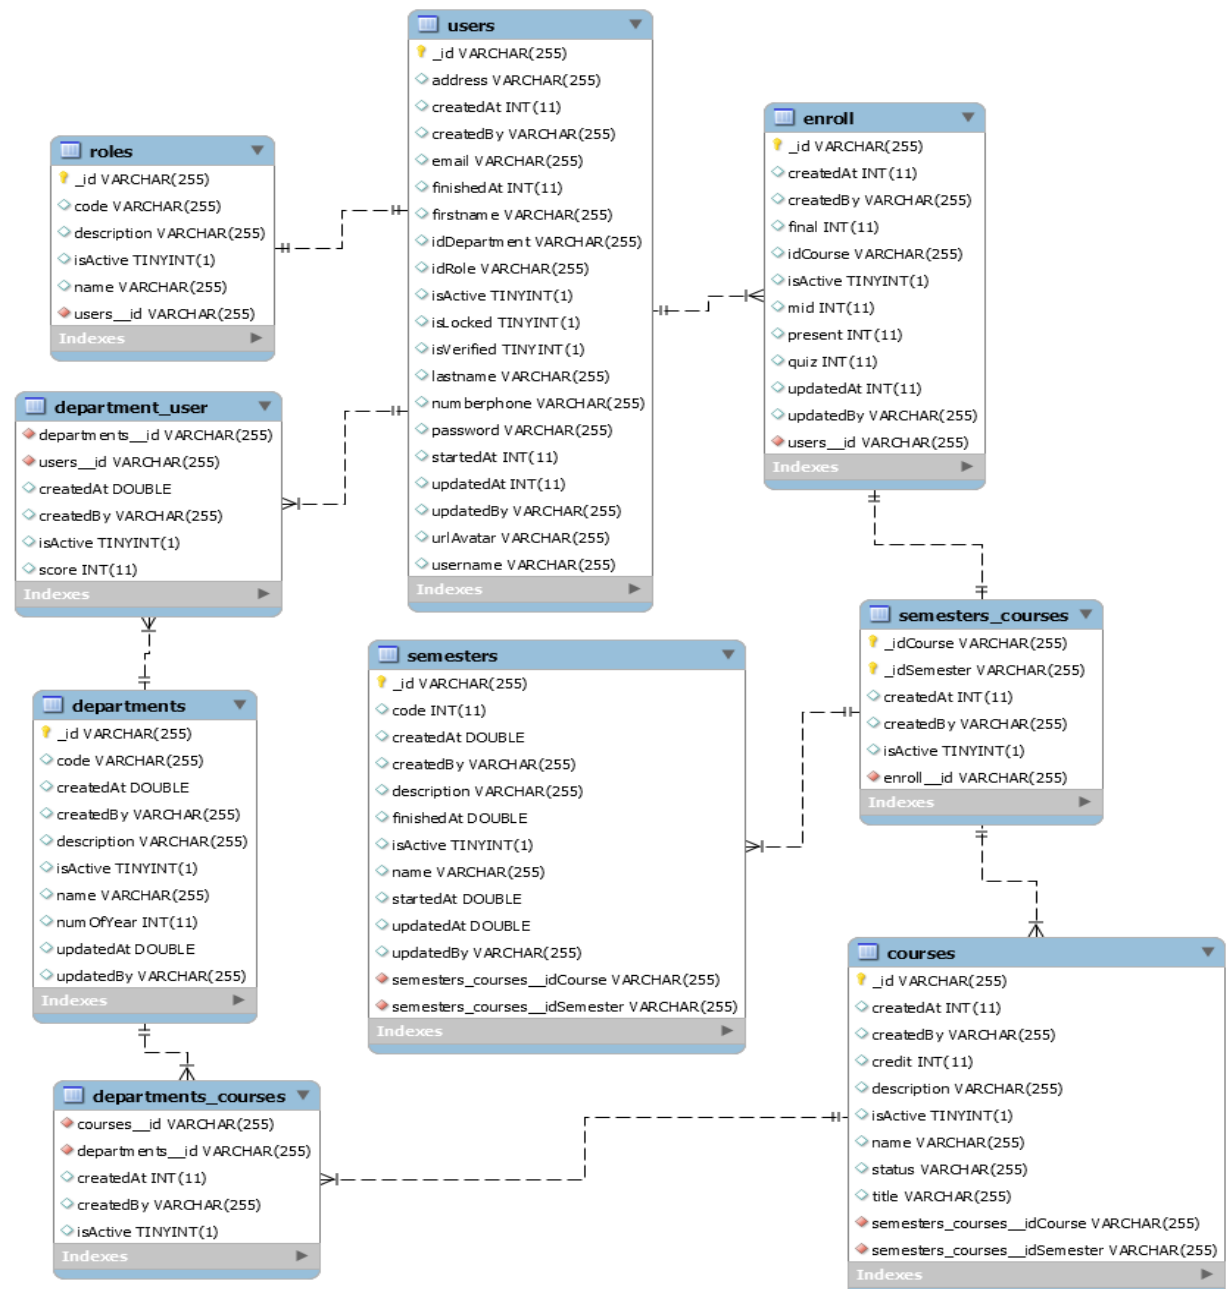 users
_id VARCHAR(255)
address VARCHAR(255)
createdAt INT(11)
createdBy VARCHAR(255)
email VARCHAR(255)
finishedAt INT(11)
firstname VARCHAR(255)
idDepartment VARCHAR(255)
idRole VARCHAR(255)
isActive TINYINT(1)
isLocked TINYINT(1)
isVerified TINYINT(1)
lastname VARCHAR(255)
numberphone VARCHAR(255)
password VARCHAR(255)
startedAt INT(11)
updatedAt INT(11)
updatedBy VARCHAR(255)
urlAvatar VARCHAR(255)
username VARCHAR(255)
Indexes
enroll
_id VARCHAR(255)
createdAt INT(11)
createdBy VARCHAR(255)
final INT(11)
idCourse VARCHAR(255)
isActive TINYINT(1)
mid INT(11)
present INT(11)
quiz INT(11)
updatedAt INT(11)
updatedBy VARCHAR(255)
users__id VARCHAR(255)
Indexes
roles
_id VARCHAR(255)
code VARCHAR(255)
description VARCHAR(255)
isActive TINYINT(1)
name VARCHAR(255)
users__id VARCHAR(255)
Indexes
department_user
departments__id VARCHAR(255)
users__id VARCHAR(255)
createdAt DOUBLE
createdBy VARCHAR(255)
isActive TINYINT(1)
score INT(11)
Indexes
semesters_courses
_idCourse VARCHAR(255)
_idSemester VARCHAR(255)
createdAt INT(11)
createdBy VARCHAR(255)
isActive TINYINT(1)
enroll__id VARCHAR(255)
Indexes
semesters
_id VARCHAR(255)
code INT(11)
createdAt DOUBLE
createdBy VARCHAR(255)
description VARCHAR(255)
finishedAt DOUBLE
isActive TINYINT(1)
name VARCHAR(255)
startedAt DOUBLE
updatedAt DOUBLE
updatedBy VARCHAR(255)
semesters_courses__idCourse VARCHAR(255)
semesters_courses__idSemester VARCHAR(255)
Indexes
departments
_id VARCHAR(255)
code VARCHAR(255)
createdAt DOUBLE
createdBy VARCHAR(255)
description VARCHAR(255)
isActive TINYINT(1)
name VARCHAR(255)
numOfYear INT(11)
updatedAt DOUBLE
updatedBy VARCHAR(255)
Indexes
courses
_id VARCHAR(255)
createdAt INT(11)
createdBy VARCHAR(255)
credit INT(11)
description VARCHAR(255)
isActive TINYINT(1)
name VARCHAR(255)
status VARCHAR(255)
title VARCHAR(255)
semesters_courses__idCourse VARCHAR(255)
semesters_courses__idSemester VARCHAR(255)
Indexes
departments_courses
courses__id VARCHAR(255)
departments__id VARCHAR(255)
createdAt INT(11)
createdBy VARCHAR(255)
isActive TINYINT(1)
Indexes